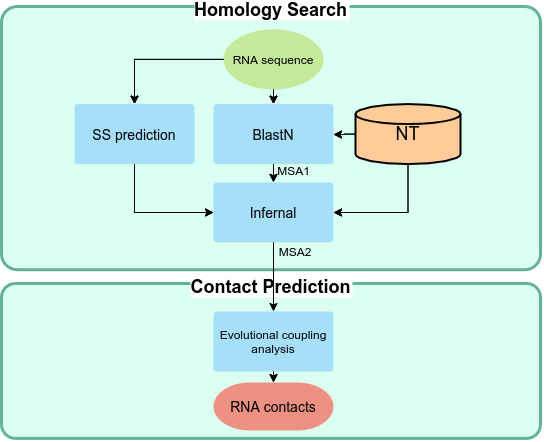 Homology Search
RNA sequence
SS prediction
BlastN
NT
MSA1
Infernal
MSA2
Contact Prediction
Evolutional coupling
analysis
RNA contacts